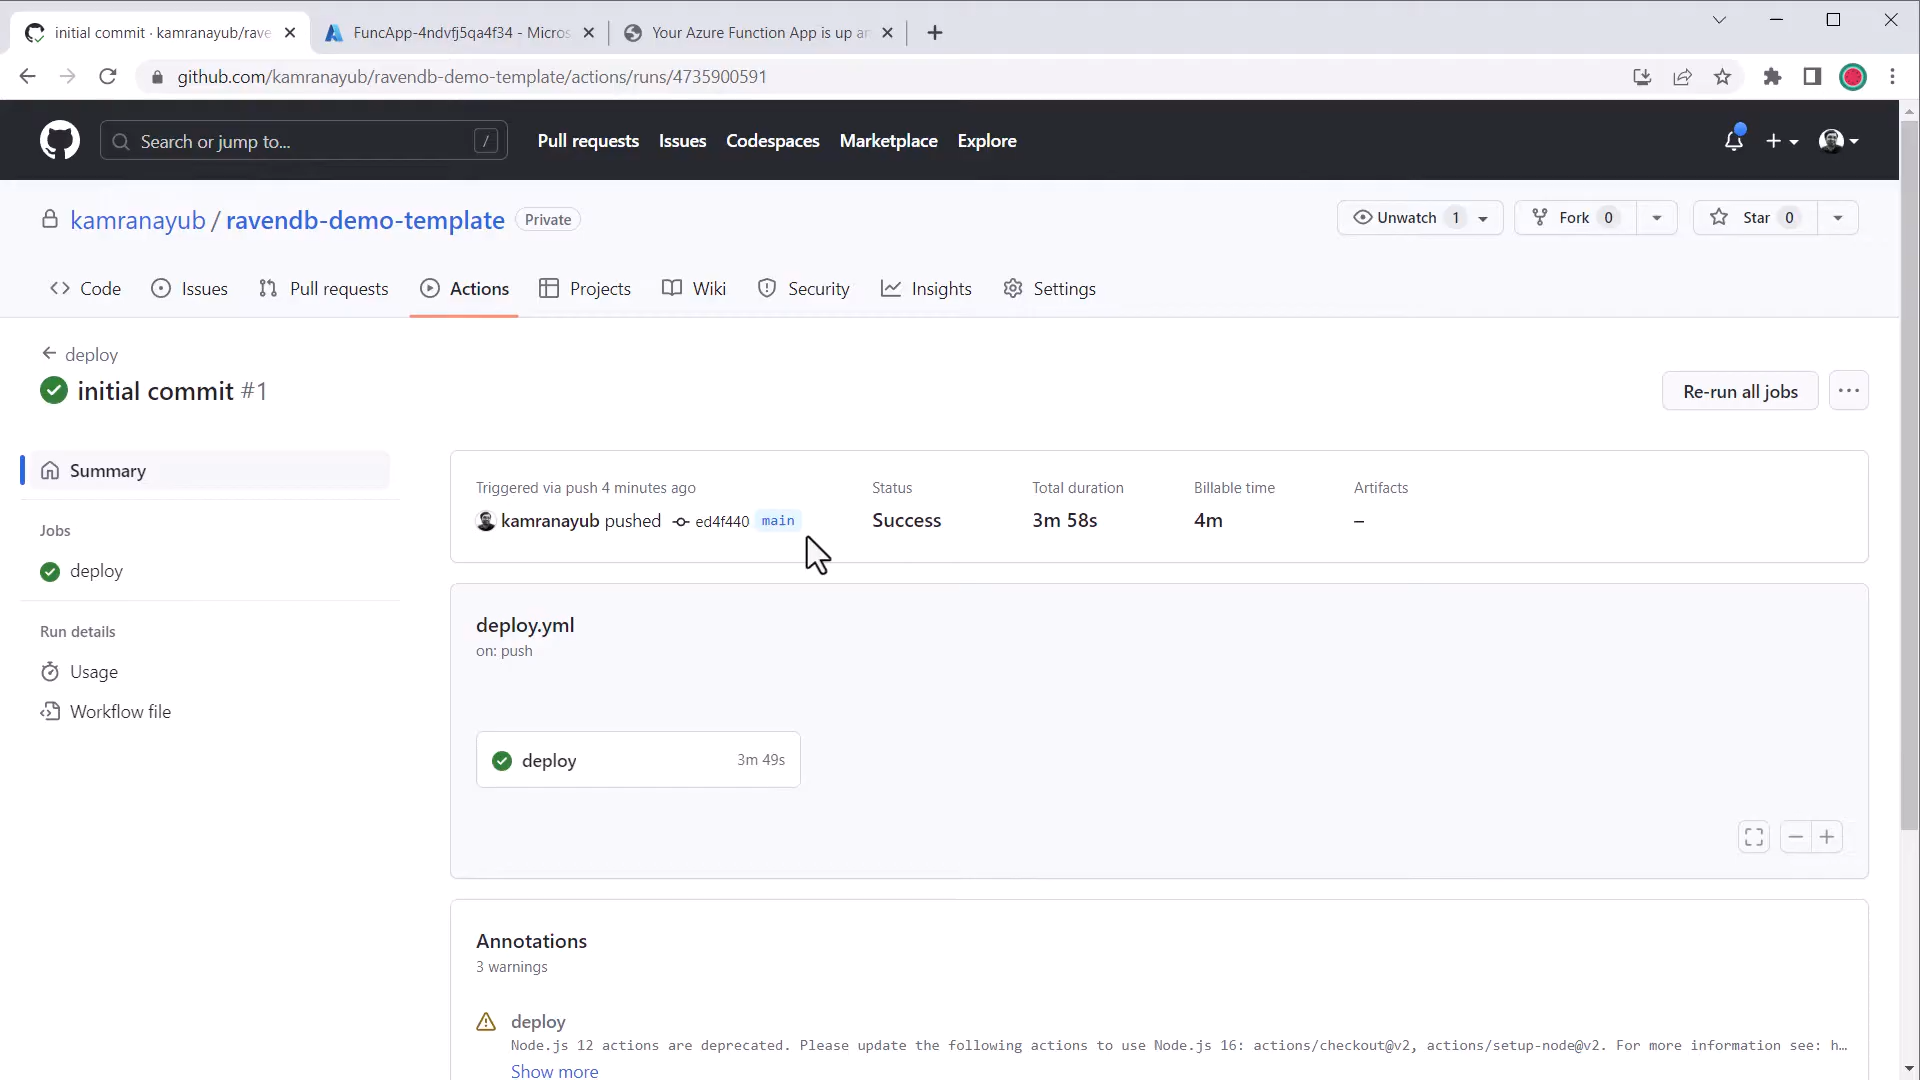 initial commit · kamranayub/rave
FuncApp-4ndvfj5qa4f34 - Micros
Your Azure Function App is up an
github.com/kamranayub/ravendb-demo-template/actions/runs/4735900591
Search or jump to...
/
Pull requests
Issues
Codespaces
Marketplace
Explore
kamranayub / ravendb-demo-template
Private
Unwatch 1
Fork 0
Star 0
Code
Issues
Pull requests
Actions
Projects
Wiki
Security
Insights
Settings
deploy
initial commit #1
Re-run all jobs
Summary
Triggered via push 4 minutes ago
Status
Total duration
Billable time
Artifacts
kamranayub pushed ed4f440 main
Success
3m 58s
4m
–
Jobs
deploy
Run details
Usage
Workflow file
deploy.yml
on: push
deploy 3m 49s
Annotations
3 warnings
deploy
Node.js 12 actions are deprecated. Please update the following actions to use Node.js 16: actions/checkout@v2, actions/setup-node@v2. For more information see: h…
Show more